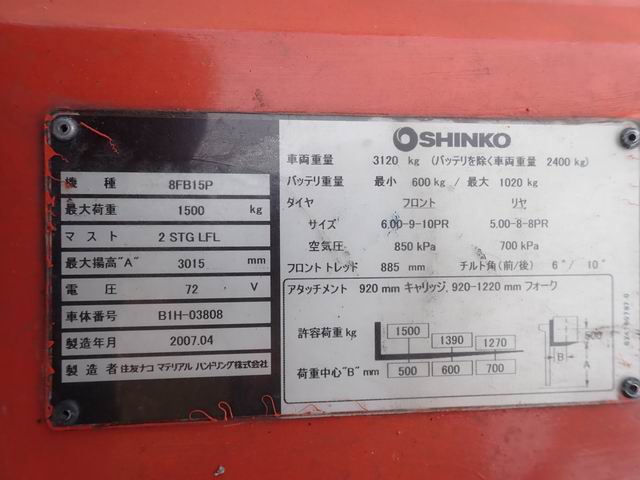 SHINKO
機 種 8FB15P
最大荷重 1500 kg
マスト 2 STG LFL
最大揚高"A" 3015 mm
電 圧 72 V
車体番号 B1H-03808
製造年月 2007.04
製造者 住友ナコ マテリアル ハンドリング株式会社
車両重量 3120 kg (バッテリを除く車両重量 2400 kg)
バッテリ重量 最小 600 kg / 最大 1020 kg
タイヤ フロント リヤ
サイズ 6.00-9-10PR 5.00-8-8PR
空気圧 850 kPa 700 kPa
フロント トレッド 885 mm チルト角(前/後) 6°/ 10°
アタッチメント 920 mm キャリッジ, 920-1220 mm フォーク
許容荷重 kg 1500 1390 1270
荷重中心"B" mm 500 600 700
B
A